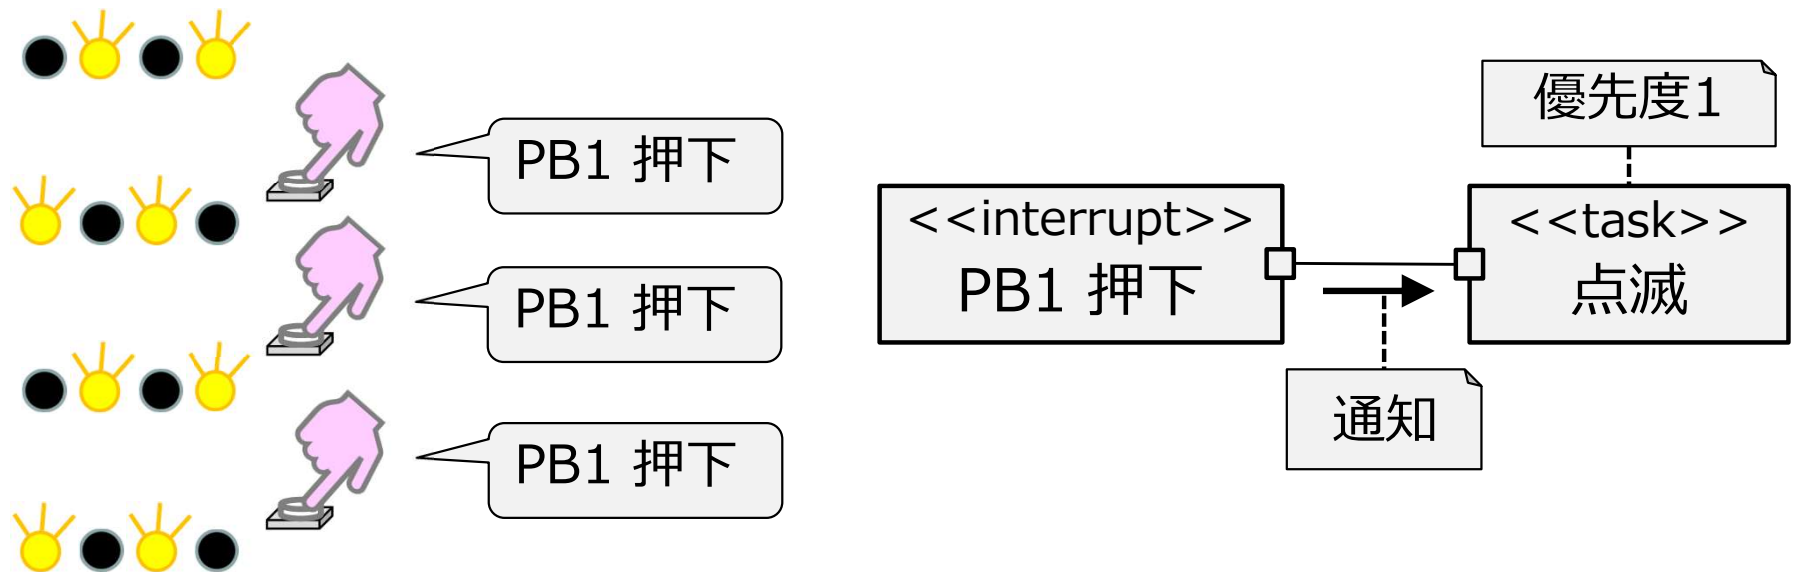 PB1 押下
PB1 押下
PB1 押下
優先度1
<<interrupt>>
PB1 押下
<<task>>
点滅
通知